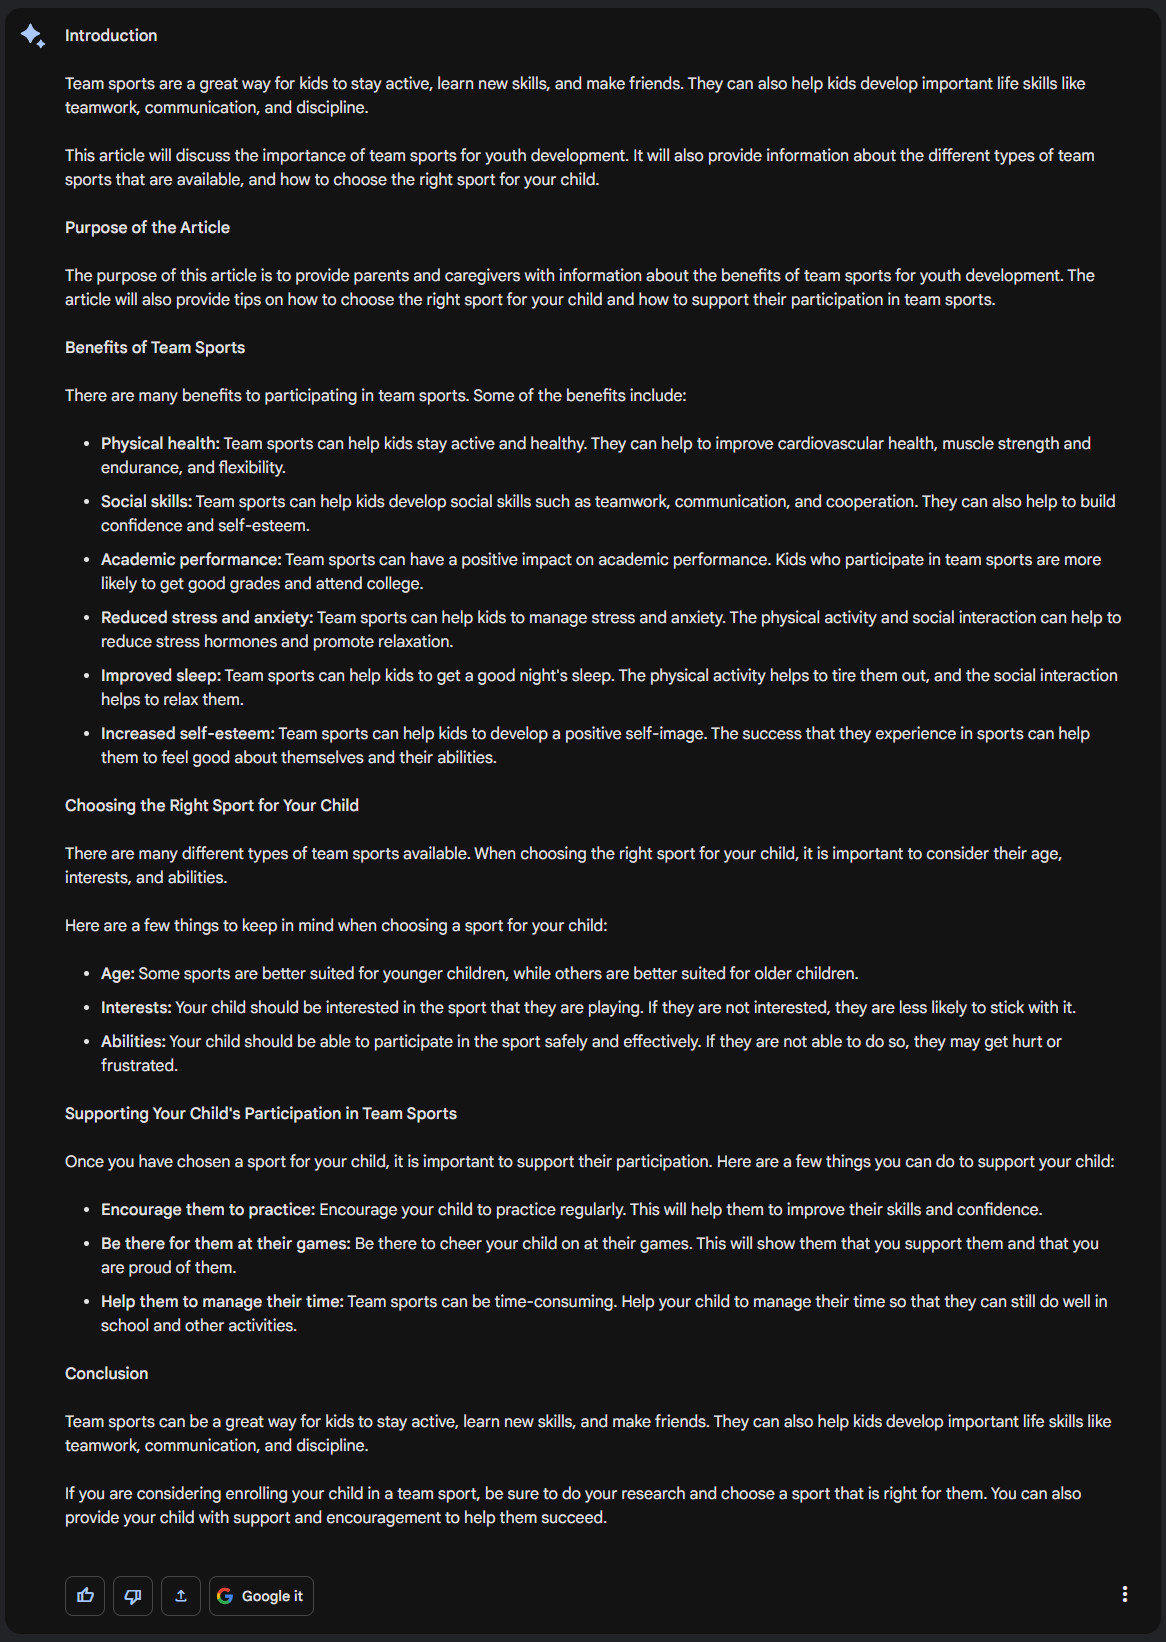 Introduction
Team sports are a great way for kids to stay active, learn new skills, and make friends. They can also help kids develop important life skills like
teamwork, communication, and discipline.
This article will discuss the importance of team sports for youth development. It will also provide information about the different types of team
sports that are available, and how to choose the right sport for your child.
Purpose of the Article
The purpose of this article is to provide parents and caregivers with information about the benefits of team sports for youth development. The
article will also provide tips on how to choose the right sport for your child and how to support their participation in team sports.
Benefits of Team Sports
There are many benefits to participating in team sports. Some of the benefits include:
• Physical health: Team sports can help kids stay active and healthy. They can help to improve cardiovascular health, muscle strength and
endurance, and flexibility.
• Social skills: Team sports can help kids develop social skills such as teamwork, communication, and cooperation. They can also help to build
confidence and self-esteem.
• Academic performance: Team sports can have a positive impact on academic performance. Kids who participate in team sports are more
likely to get good grades and attend college.
• Reduced stress and anxiety: Team sports can help kids to manage stress and anxiety. The physical activity and social interaction can help to
reduce stress hormones and promote relaxation.
• Improved sleep: Team sports can help kids to get a good night's sleep. The physical activity helps to tire them out, and the social interaction
helps to relax them.
• Increased self-esteem: Team sports can help kids to develop a positive self-image. The success that they experience in sports can help
them to feel good about themselves and their abilities.
Choosing the Right Sport for Your Child
There are many different types of team sports available. When choosing the right sport for your child, it is important to consider their age,
interests, and abilities.
Here are a few things to keep in mind when choosing a sport for your child:
• Age: Some sports are better suited for younger children, while others are better suited for older children.
• Interests: Your child should be interested in the sport that they are playing. If they are not interested, they are less likely to stick with it.
• Abilities: Your child should be able to participate in the sport safely and effectively. If they are not able to do so, they may get hurt or
frustrated.
Supporting Your Child's Participation in Team Sports
Once you have chosen a sport for your child, it is important to support their participation. Here are a few things you can do to support your child:
• Encourage them to practice: Encourage your child to practice regularly. This will help them to improve their skills and confidence.
• Be there for them at their games: Be there to cheer your child on at their games. This will show them that you support them and that you
are proud of them.
• Help them to manage their time: Team sports can be time-consuming. Help your child to manage their time so that they can still do well in
school and other activities.
Conclusion
Team sports can be a great way for kids to stay active, learn new skills, and make friends. They can also help kids develop important life skills like
teamwork, communication, and discipline.
If you are considering enrolling your child in a team sport, be sure to do your research and choose a sport that is right for them. You can also
provide your child with support and encouragement to help them succeed.
Google it